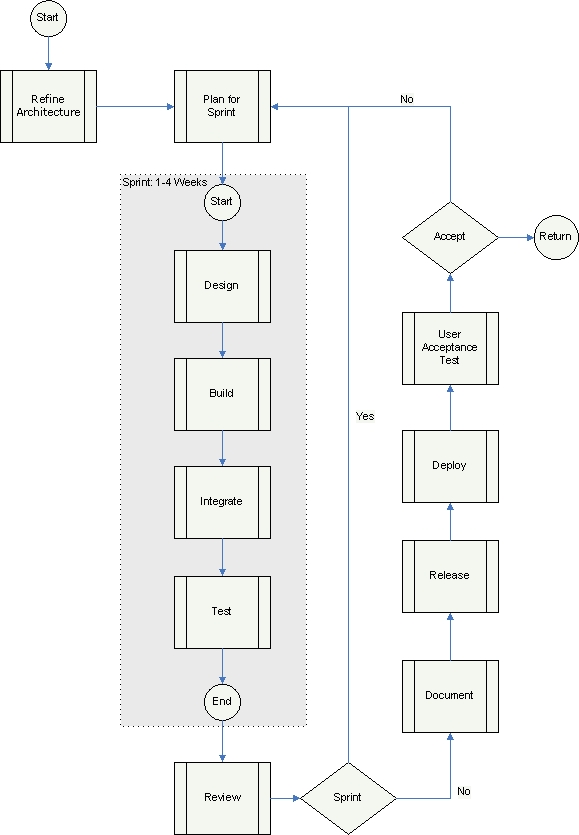 Start
Refine
Architecture
Plan for
Sprint
No
Sprint: 1-4 Weeks
Start
Accept
Return
Design
User
Acceptance
Test
Build
Yes
Deploy
Integrate
Release
Test
Document
End
Review
Sprint
No